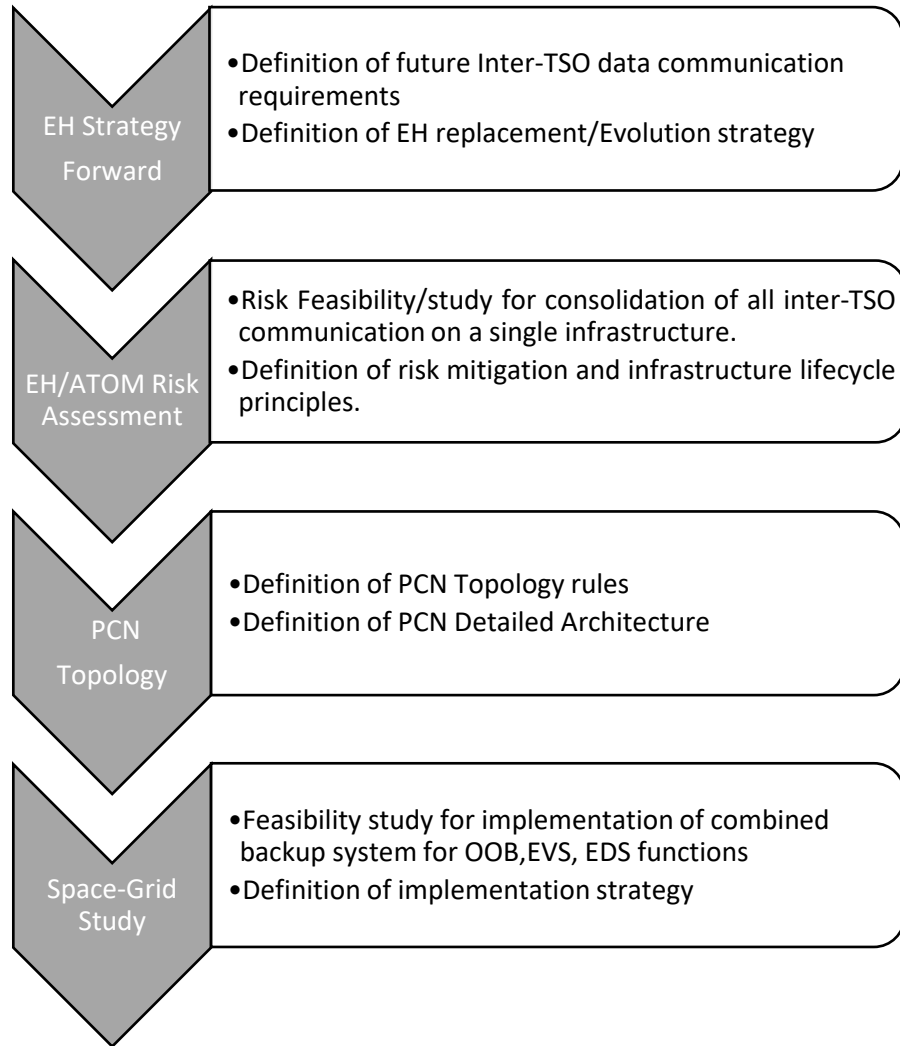 EH Strategy
Forward
•Definition of future Inter-TSO data communication
requirements
•Definition of EH replacement/Evolution strategy
EH/ATOM Risk
Assessment
•Risk Feasibility/study for consolidation of all inter-TSO
communication on a single infrastructure.
•Definition of risk mitigation and infrastructure lifecycle
principles.
PCN
Topology
•Definition of PCN Topology rules
•Definition of PCN Detailed Architecture
Space-Grid
Study
•Feasibility study for implementation of combined
backup system for OOB,EVS, EDS functions
•Definition of implementation strategy